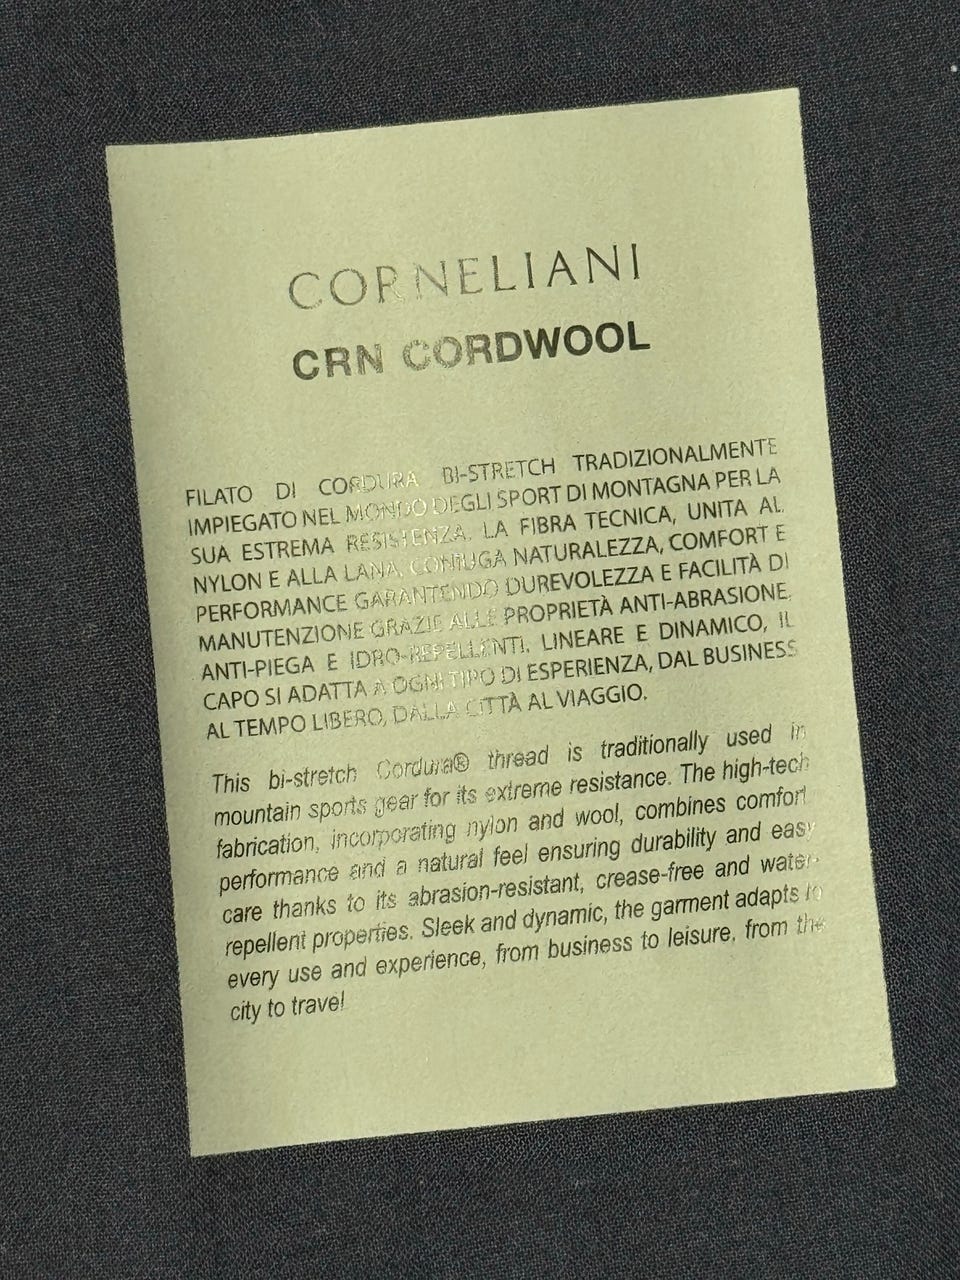 CORNELIANI
CRN CORDWOOL
FILATO DI CORDURA BI-STRETCH TRADIZIONALMENTE
IMPIEGATO NEL MONDO DEGLI SPORT DI MONTAGNA PER LA
SUA ESTREMA RESISTENZA. LA FIBRA TECNICA, UNITA AL
NYLON E ALLA LANA, CONIUGA NATURALEZZA, COMFORT E
PERFORMANCE GARANTENDO DUREVOLEZZA E FACILITÀ DI
MANUTENZIONE GRAZIE ALLE PROPRIETÀ ANTI-ABRASIONE,
ANTI-PIEGA E IDRO-REPELLENTI. LINEARE E DINAMICO, IL
CAPO SI ADATTA A OGNI TIPO DI ESPERIENZA, DAL BUSINESS
AL TEMPO LIBERO, DALLA CITTÀ AL VIAGGIO.
This bi-stretch Cordura® thread is traditionally used in
mountain sports gear for its extreme resistance. The high-tech
fabrication, incorporating nylon and wool, combines comfort
performance and a natural feel ensuring durability and easy
care thanks to its abrasion-resistant, crease-free and water-
repellent properties. Sleek and dynamic, the garment adapts to
every use and experience, from business to leisure, from the
city to travel